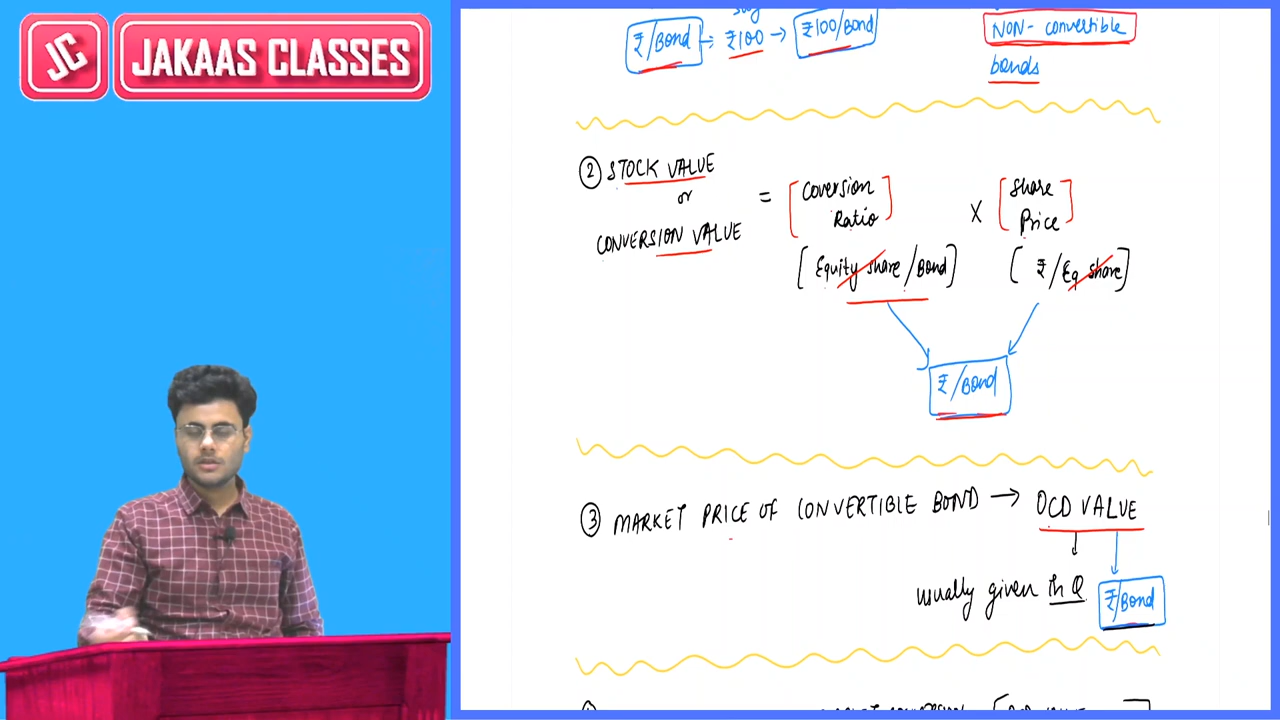 JC JAKAAS CLASSES
₹/Bond → ₹100 → ₹100/Bond
NON-convertible
bonds
② STOCK VALUE
or
CONVERSION VALUE
= [Coversion Ratio] X [Share Price]
[Equity share/Bond] [₹/Eq share]
₹/Bond
③ MARKET PRICE OF CONVERTIBLE BOND → OCD VALUE
usually given in Q ₹/Bond